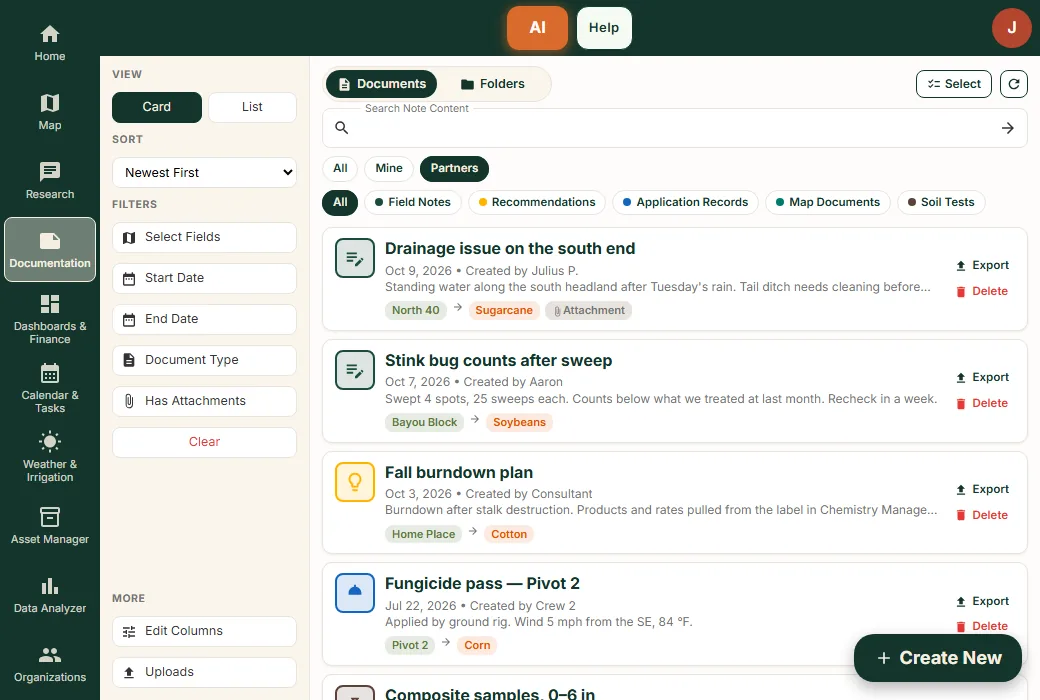 AI
Help
J
Home
Map
Research
Documentation
Dashboards &
Finance
Calendar &
Tasks
Weather &
Irrigation
Asset Manager
Data Analyzer
Organizations
VIEW
Card
List
SORT
Newest First
FILTERS
Select Fields
Start Date
End Date
Document Type
Has Attachments
Clear
MORE
Edit Columns
Uploads
Documents
Folders
Select
Search Note Content
All
Mine
Partners
All
Field Notes
Recommendations
Application Records
Map Documents
Soil Tests
Drainage issue on the south end
Oct 9, 2026 • Created by Julius P.
Standing water along the south headland after Tuesday's rain. Tail ditch needs cleaning before...
North 40 → Sugarcane Attachment
Export
Delete
Stink bug counts after sweep
Oct 7, 2026 • Created by Aaron
Swept 4 spots, 25 sweeps each. Counts below what we treated at last month. Recheck in a week.
Bayou Block → Soybeans
Export
Delete
Fall burndown plan
Oct 3, 2026 • Created by Consultant
Burndown after stalk destruction. Products and rates pulled from the label in Chemistry Manage...
Home Place → Cotton
Export
Delete
Fungicide pass — Pivot 2
Jul 22, 2026 • Created by Crew 2
Applied by ground rig. Wind 5 mph from the SE, 84 °F.
Pivot 2 → Corn
Export
Delete
Composite samples, 0–6 in
+ Create New